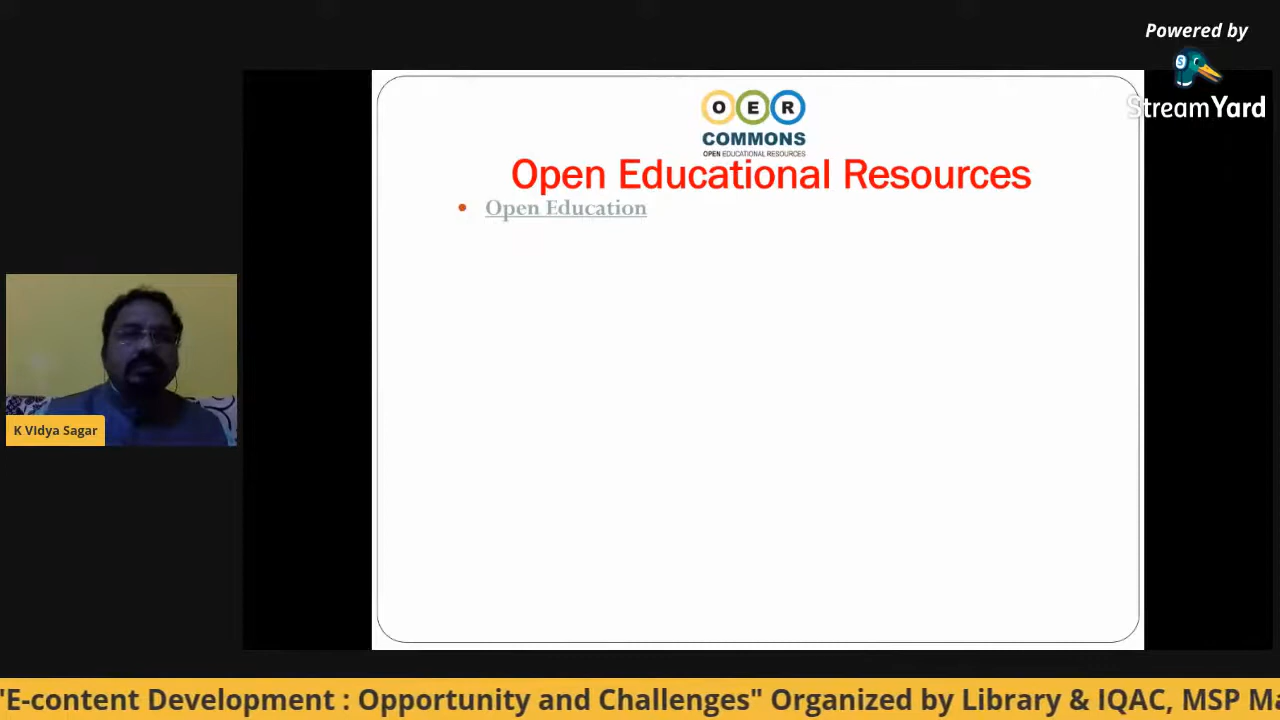 Powered by
StreamYard
O E R
COMMONS
OPEN EDUCATIONAL RESOURCES
Open Educational Resources
• Open Education
K Vidya Sagar
"E-content Development : Opportunity and Challenges" Organized by Library & IQAC, MSP Ma